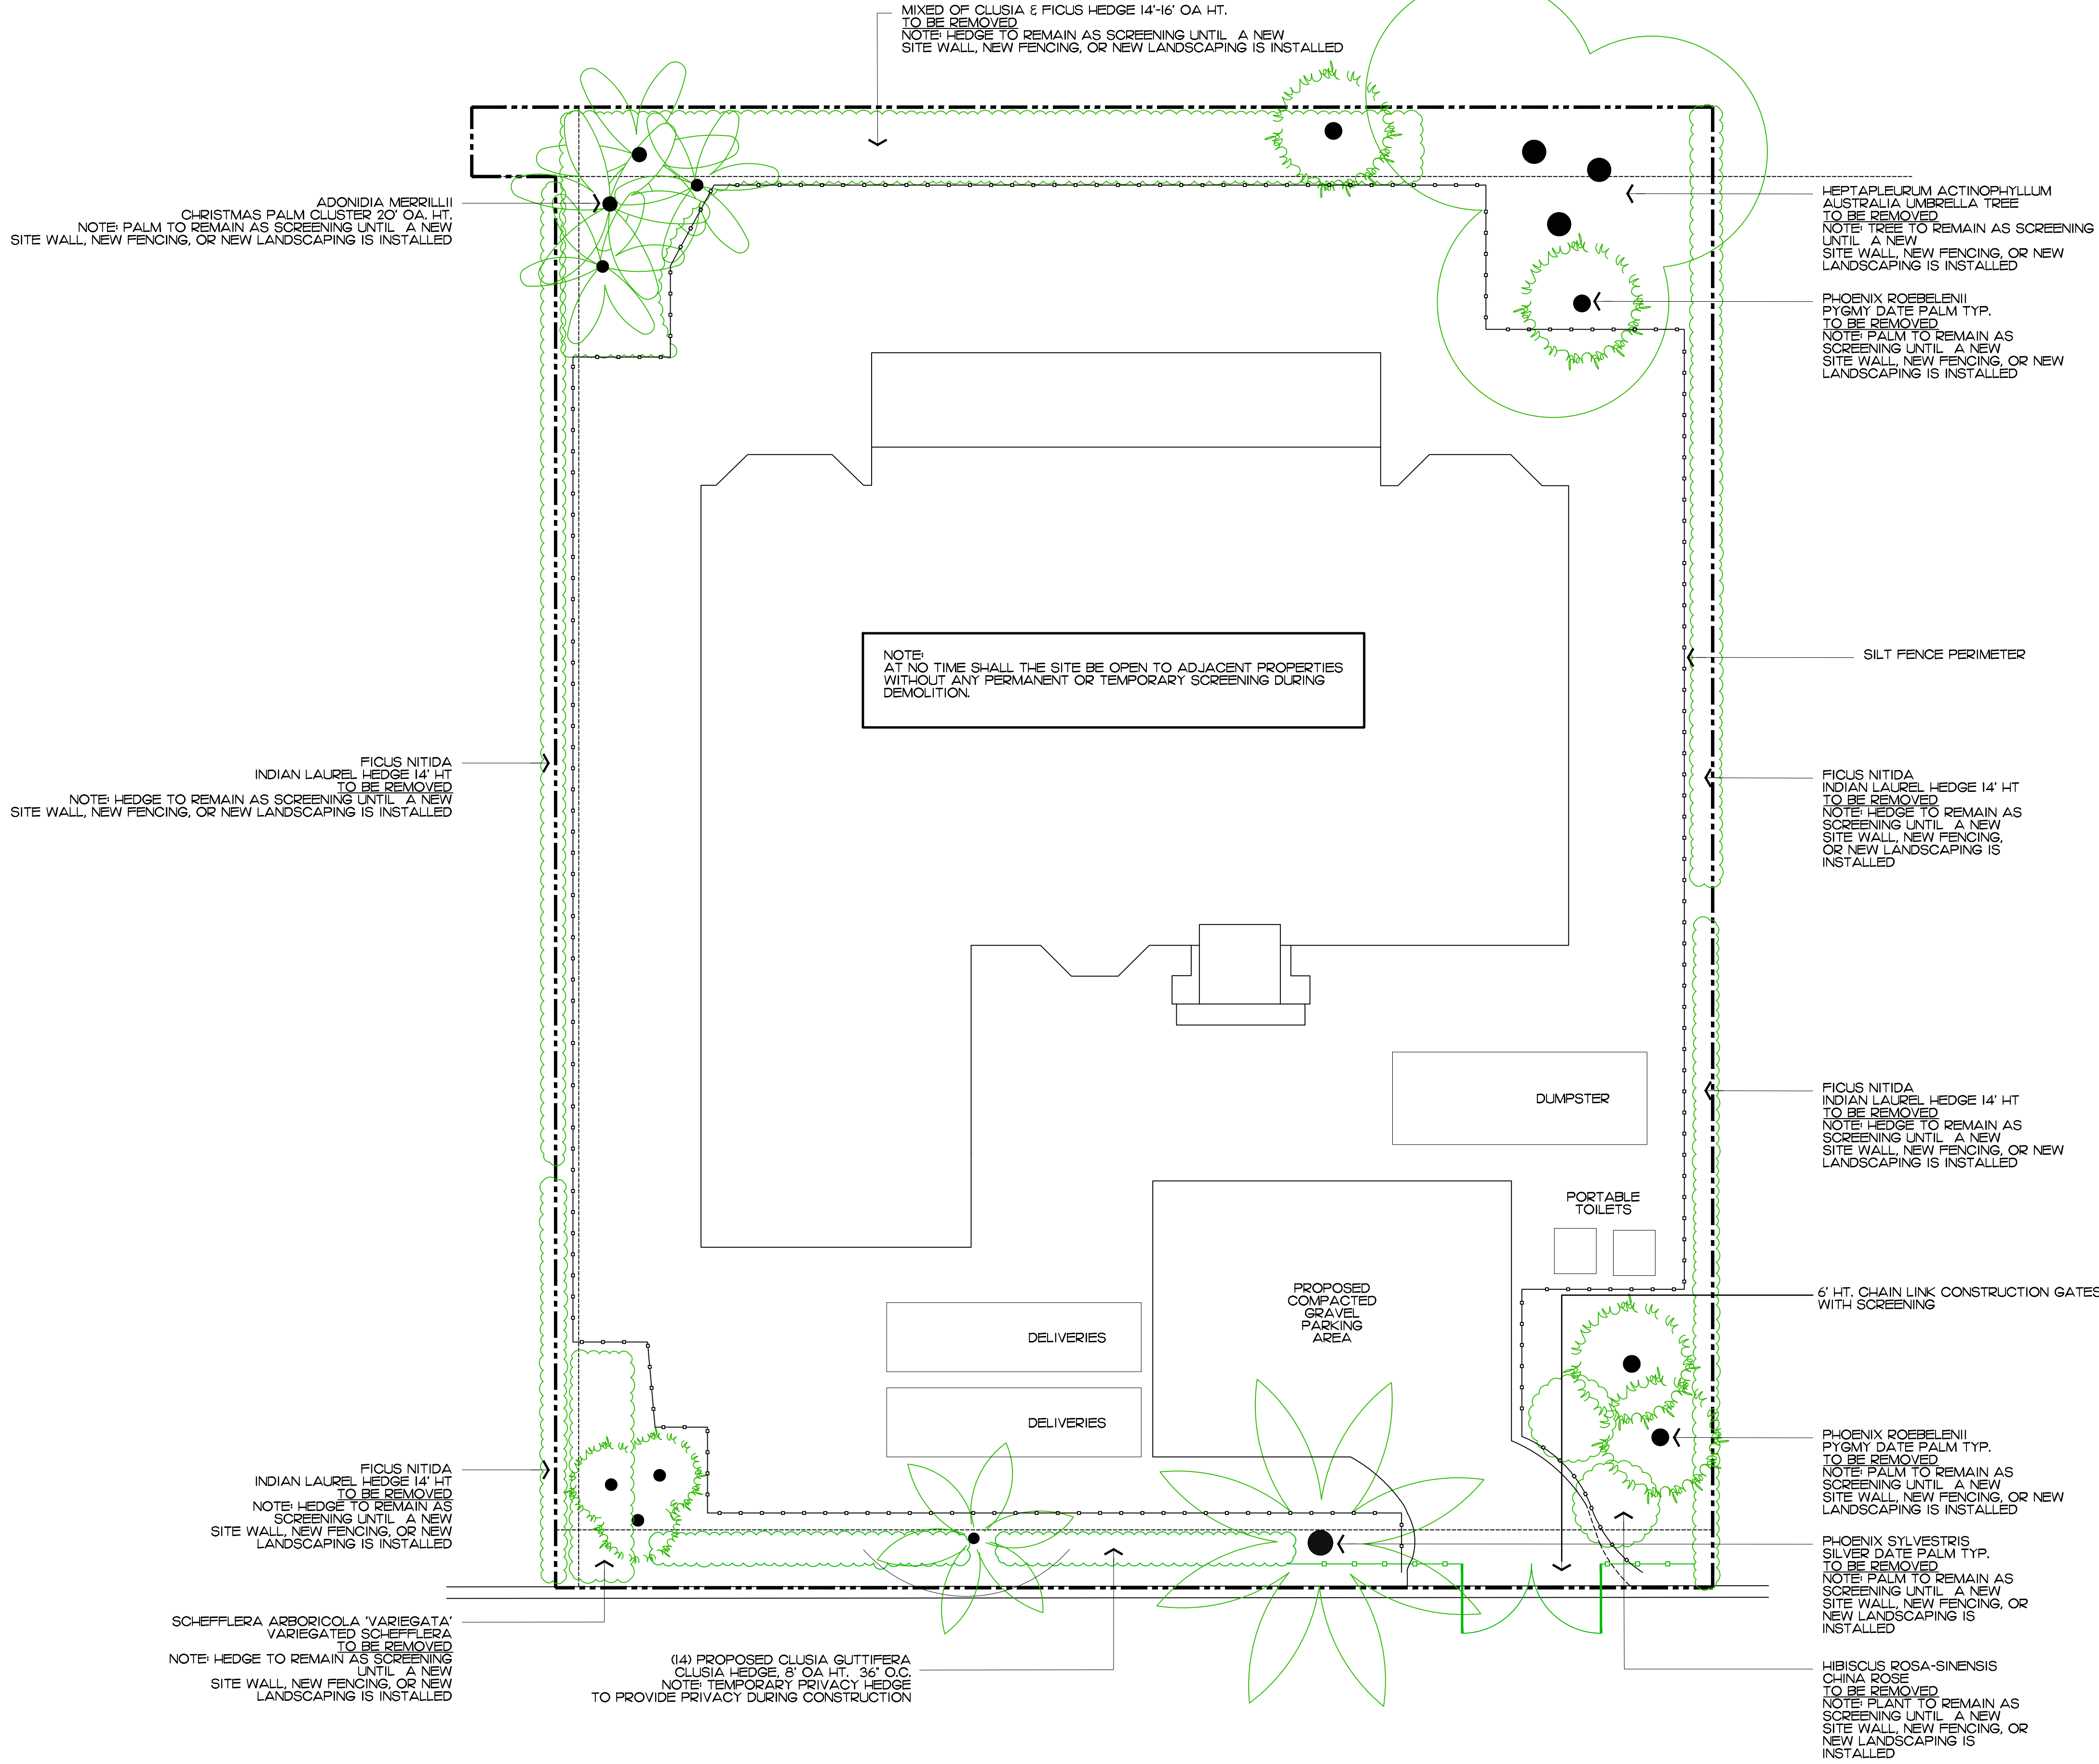 MIXED OF CLUSIA & FICUS HEDGE 14'-16' OA HT.
TO BE REMOVED
NOTE: HEDGE TO REMAIN AS SCREENING UNTIL A NEW
SITE WALL, NEW FENCING, OR NEW LANDSCAPING IS INSTALLED
ADONIDIA MERRILLII
CHRISTMAS PALM CLUSTER 20' OA. HT.
NOTE: PALM TO REMAIN AS SCREENING UNTIL A NEW
SITE WALL, NEW FENCING, OR NEW LANDSCAPING IS INSTALLED
HEPTAPLEURUM ACTINOPHYLLUM
AUSTRALIA UMBRELLA TREE
TO BE REMOVED
NOTE: TREE TO REMAIN AS SCREENING
UNTIL A NEW
SITE WALL, NEW FENCING, OR NEW
LANDSCAPING IS INSTALLED
PHOENIX ROEBELENII
PYGMY DATE PALM TYP.
TO BE REMOVED
NOTE: PALM TO REMAIN AS
SCREENING UNTIL A NEW
SITE WALL, NEW FENCING, OR NEW
LANDSCAPING IS INSTALLED
NOTE:
AT NO TIME SHALL THE SITE BE OPEN TO ADJACENT PROPERTIES
WITHOUT ANY PERMANENT OR TEMPORARY SCREENING DURING
DEMOLITION.
SILT FENCE PERIMETER
FICUS NITIDA
INDIAN LAUREL HEDGE 14' HT
TO BE REMOVED
NOTE: HEDGE TO REMAIN AS SCREENING UNTIL A NEW
SITE WALL, NEW FENCING, OR NEW LANDSCAPING IS INSTALLED
FICUS NITIDA
INDIAN LAUREL HEDGE 14' HT
TO BE REMOVED
NOTE: HEDGE TO REMAIN AS
SCREENING UNTIL A NEW
SITE WALL, NEW FENCING,
OR NEW LANDSCAPING IS
INSTALLED
DUMPSTER
FICUS NITIDA
INDIAN LAUREL HEDGE 14' HT
TO BE REMOVED
NOTE: HEDGE TO REMAIN AS
SCREENING UNTIL A NEW
SITE WALL, NEW FENCING, OR NEW
LANDSCAPING IS INSTALLED
PORTABLE
TOILETS
PROPOSED
COMPACTED
GRAVEL
PARKING
AREA
6' HT. CHAIN LINK CONSTRUCTION GATES
WITH SCREENING
DELIVERIES
DELIVERIES
FICUS NITIDA
INDIAN LAUREL HEDGE 14' HT
TO BE REMOVED
NOTE: HEDGE TO REMAIN AS
SCREENING UNTIL A NEW
SITE WALL, NEW FENCING, OR NEW
LANDSCAPING IS INSTALLED
PHOENIX ROEBELENII
PYGMY DATE PALM TYP.
TO BE REMOVED
NOTE: PALM TO REMAIN AS
SCREENING UNTIL A NEW
SITE WALL, NEW FENCING, OR NEW
LANDSCAPING IS INSTALLED
PHOENIX SYLVESTRIS
SILVER DATE PALM TYP.
TO BE REMOVED
NOTE: PALM TO REMAIN AS
SCREENING UNTIL A NEW
SITE WALL, NEW FENCING, OR
NEW LANDSCAPING IS
INSTALLED
SCHEFFLERA ARBORICOLA 'VARIEGATA'
VARIEGATED SCHEFFLERA
TO BE REMOVED
NOTE: HEDGE TO REMAIN AS SCREENING
UNTIL A NEW
SITE WALL, NEW FENCING, OR NEW
LANDSCAPING IS INSTALLED
(14) PROPOSED CLUSIA GUTTIFERA
CLUSIA HEDGE, 8' OA HT. 36" O.C.
NOTE: TEMPORARY PRIVACY HEDGE
TO PROVIDE PRIVACY DURING CONSTRUCTION
HIBISCUS ROSA-SINENSIS
CHINA ROSE
TO BE REMOVED
NOTE: PLANT TO REMAIN AS
SCREENING UNTIL A NEW
SITE WALL, NEW FENCING, OR
NEW LANDSCAPING IS
INSTALLED